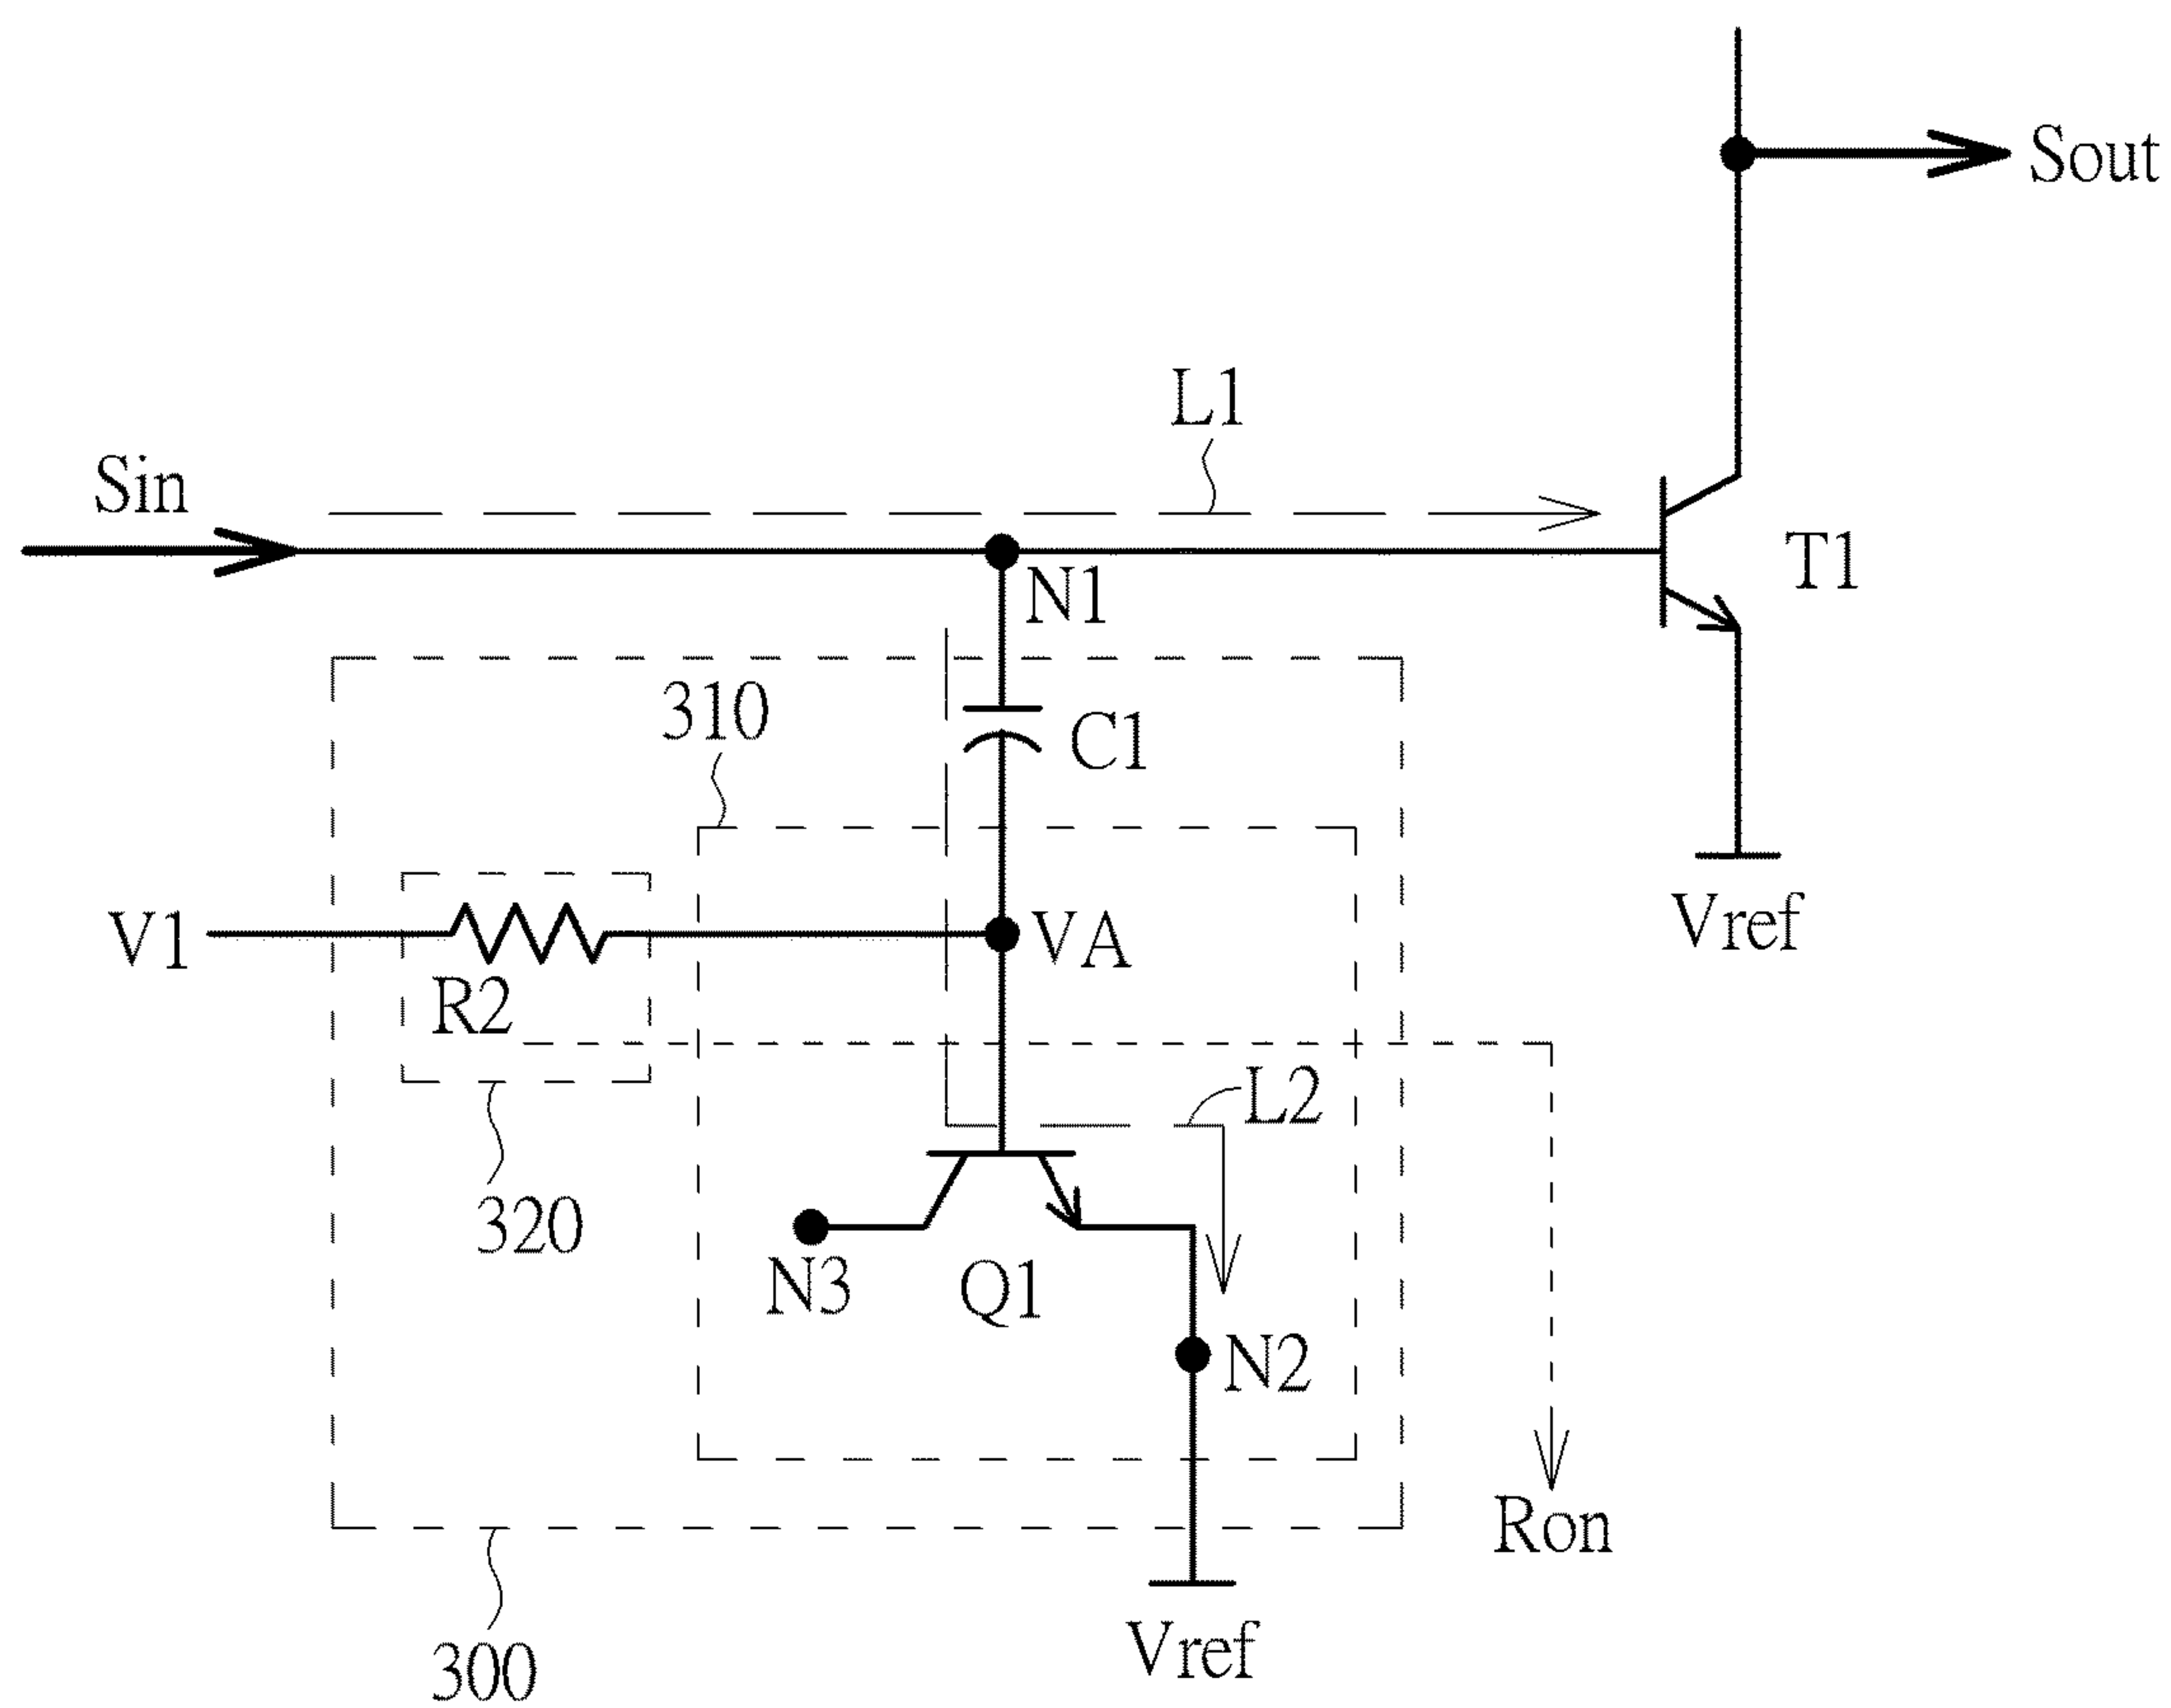 Sout
L1
Sin
T1
N1
310
C1
V1
VA
Vref
R2
L2
320
N3
Q1
N2
Ron
300
Vref